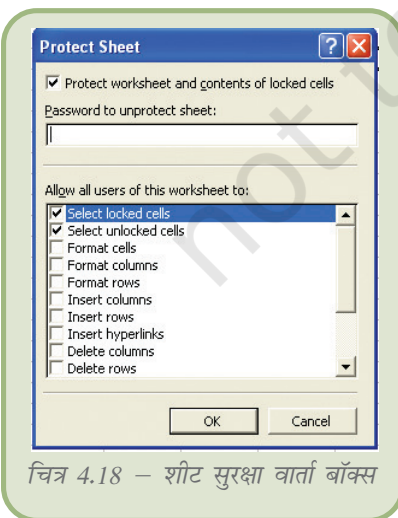 not to
Protect Sheet
Protect worksheet and contents of locked cells
Password to unprotect sheet:
Allow all users of this worksheet to:
Select locked cells
Select unlocked cells
Format cells
Format columns
Format rows
Insert columns
Insert rows
Insert hyperlinks
Delete columns
Delete rows
OK Cancel
चित्र 4.18 – शीट सुरक्षा वार्ता बॉक्स